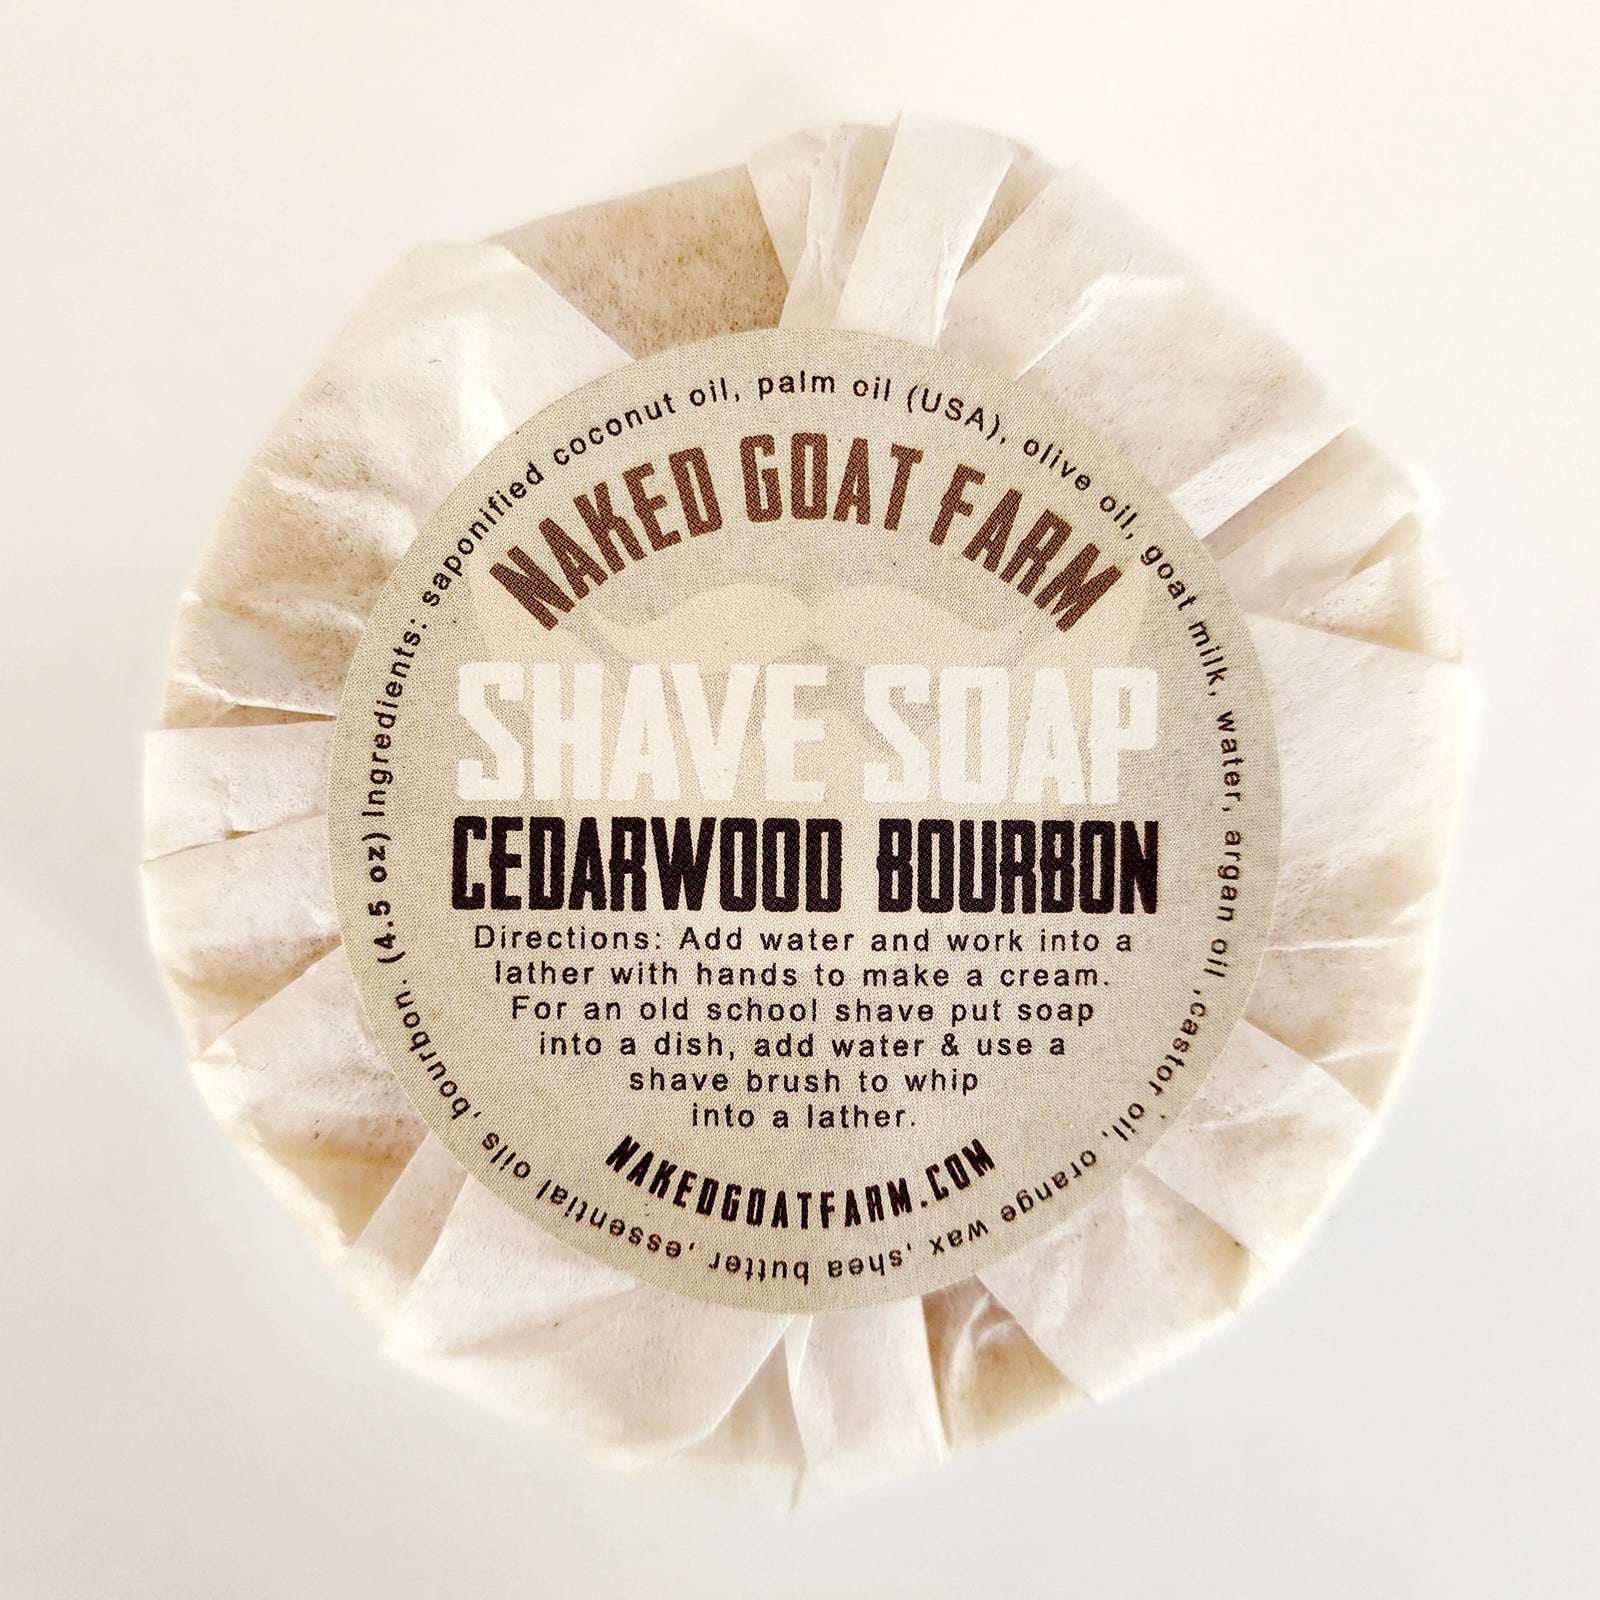 Ingredients: saponified coconut oil, palm oil (USA), olive oil, goat milk, water, argan oil ,castor oil, orange wax ,shea butter ,essential oils ,bourbon. (4.5 oz)
NAKED GOAT FARM
SHAVE SOAP
CEDARWOOD BOURBON
Directions: Add water and work into a
lather with hands to make a cream.
For an old school shave put soap
into a dish, add water & use a
shave brush to whip
into a lather.
NAKEDGOATFARM.COM